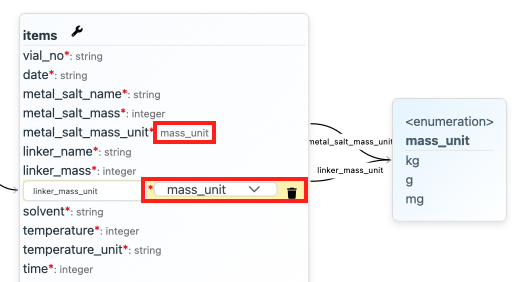 items
vial_no*: string
date*: string
metal_salt_name*: string
metal_salt_mass*: integer
metal_salt_mass_unit* mass_unit
linker_name*: string
linker_mass*: integer
linker_mass_unit * mass_unit
solvent*: string
temperature*: integer
temperature_unit*: string
time*: integer
metal_salt_mass_unit
linker_mass_unit
<enumeration>
mass_unit
kg
g
mg